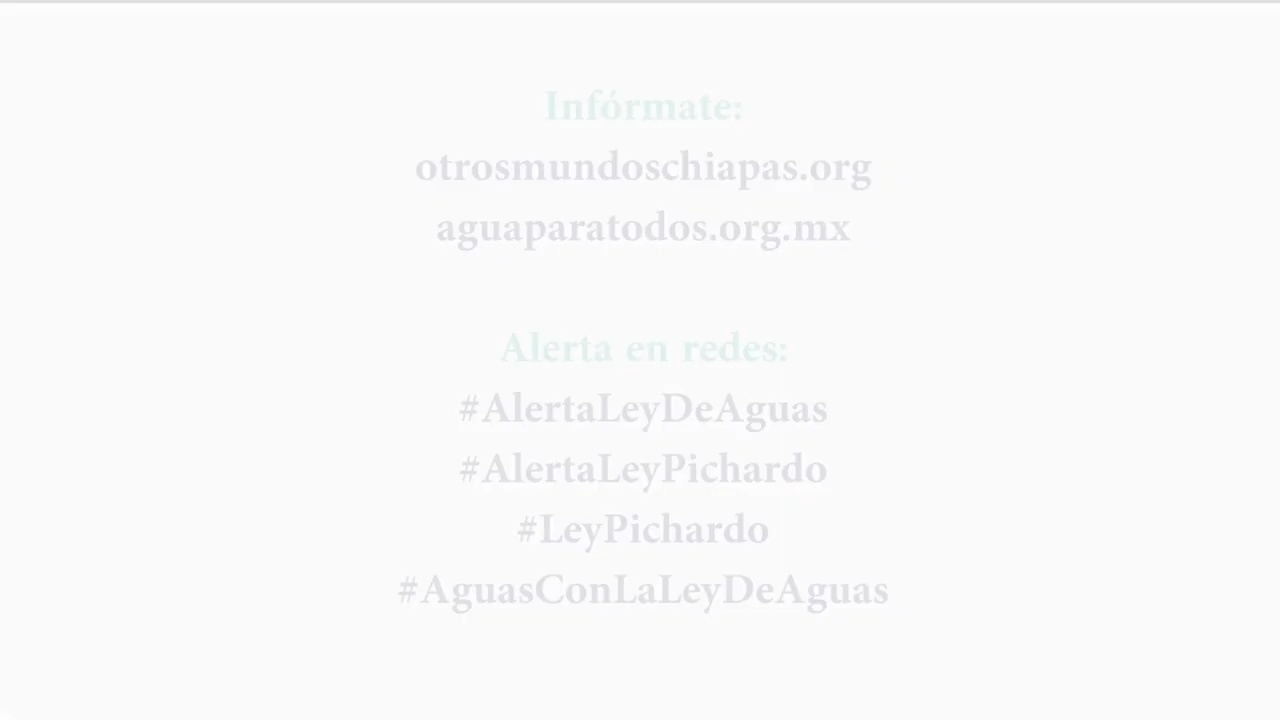 Infórmate:
otrosmundoschiapas.org
aguaparatodos.org.mx
Alerta en redes:
#AlertaLeyDeAguas
#AlertaLeyPichardo
#LeyPichardo
#AguasConLaLeyDeAguas